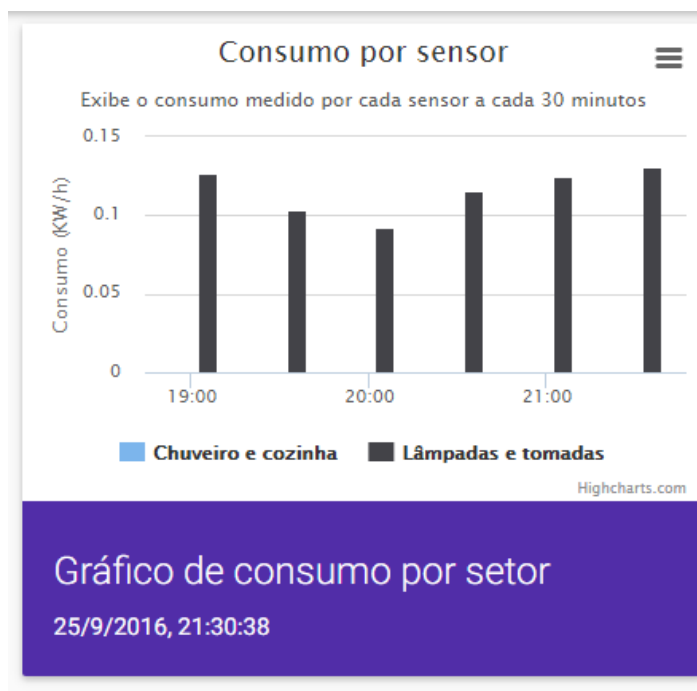 Consumo por sensor
Exibe o consumo medido por cada sensor a cada 30 minutos
Consumo (KW/h)
0.15
0.1
0.05
0
19:00 20:00 21:00
Chuveiro e cozinha Lâmpadas e tomadas
Highcharts.com
Gráfico de consumo por setor
25/9/2016, 21:30:38